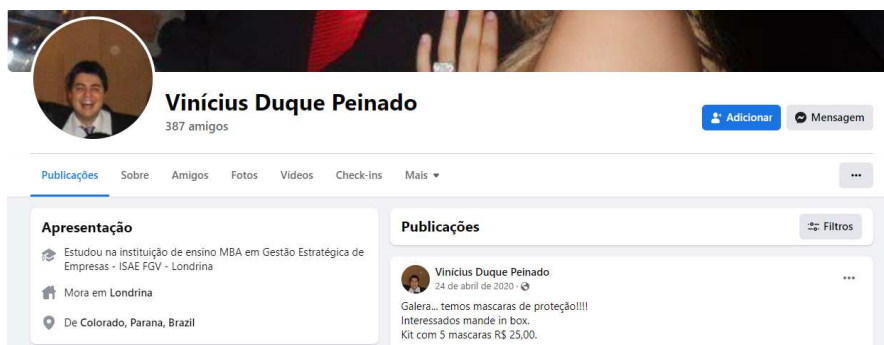 Vinícius Duque Peinado
387 amigos
Adicionar
Mensagem
Publicações Sobre Amigos Fotos Vídeos Check-ins Mais
Apresentação
Estudou na instituição de ensino MBA em Gestão Estratégica de
Empresas - ISAE FGV - Londrina
Mora em Londrina
De Colorado, Parana, Brazil
Publicações
Filtros
Vinícius Duque Peinado
24 de abril de 2020 ·
Galera... temos mascaras de proteção!!!!
Interessados mande in box.
Kit com 5 mascaras R$ 25,00.